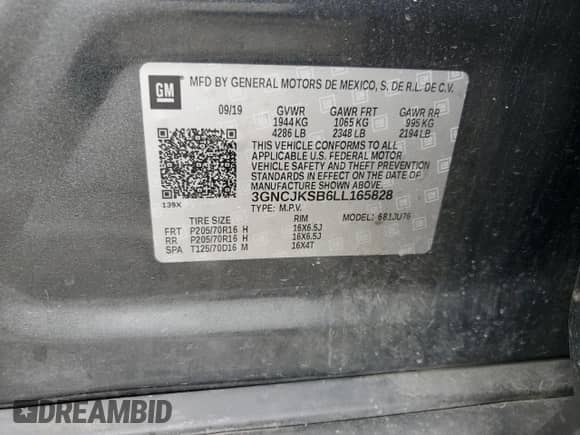 GM
MFD BY GENERAL MOTORS DE MEXICO, S. DE R.L. DE C.V.
09/19 GVWR GAWR FRT GAWR RR
1944 KG 1065 KG 995 KG
4286 LB 2348 LB 2194 LB
THIS VEHICLE CONFORMS TO ALL
APPLICABLE U.S. FEDERAL MOTOR
VEHICLE SAFETY AND THEFT PREVENTION
STANDARDS IN EFFECT ON THE DATE OF
MANUFACTURE SHOWN ABOVE.
3GNCJKSB6LL165828
TYPE: M.P.V. MODEL: 681JU76
139X
TIRE SIZE RIM
FRT P205/70R16 H 16X6.5J
RR P205/70R16 H 16X6.5J
SPA T125/70D16 M 16X4T
DREAMBID